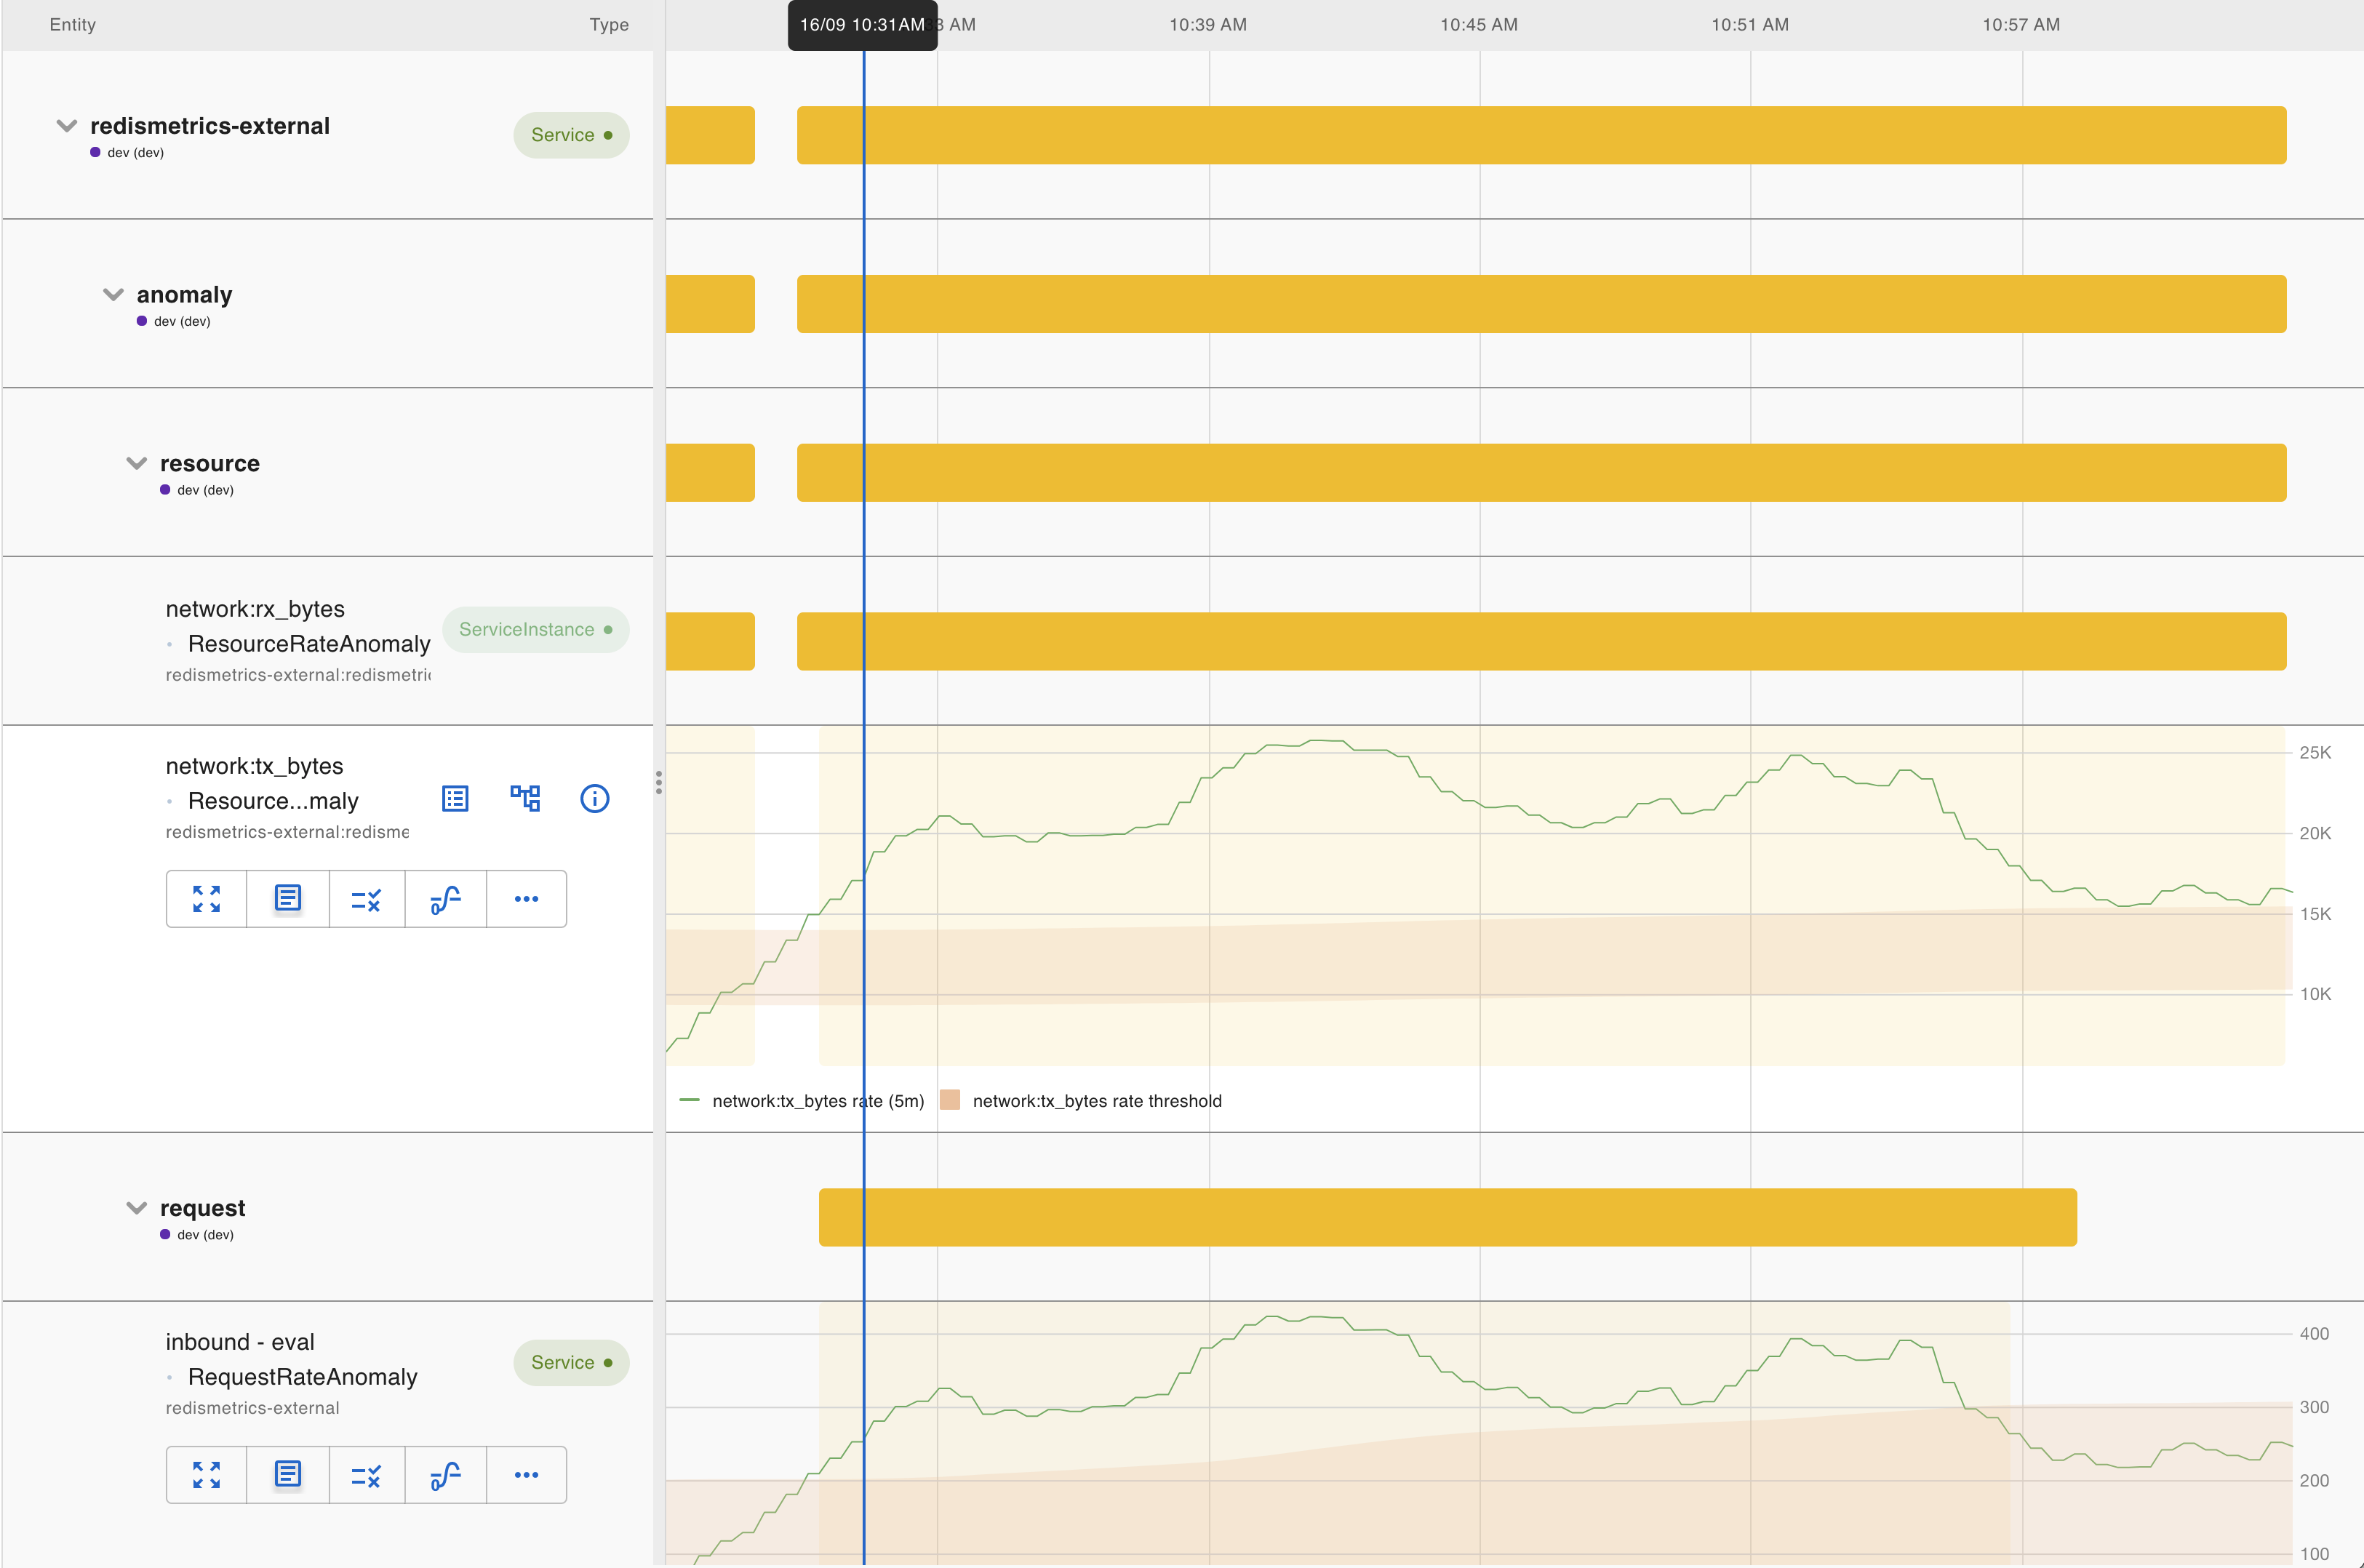 Entity Type 16/09 10:31AM 10:39 AM 10:45 AM 10:51 AM 10:57 AM
redismetrics-external
dev (dev)
Service
anomaly
dev (dev)
resource
dev (dev)
network:rx_bytes
ResourceRateAnomaly
redismetrics-external:redismetri
ServiceInstance
network:tx_bytes
Resource...maly
redismetrics-external:redisme
25K
20K
15K
10K
network:tx_bytes rate (5m) network:tx_bytes rate threshold
request
dev (dev)
inbound - eval
RequestRateAnomaly
redismetrics-external
Service
400
300
200
100